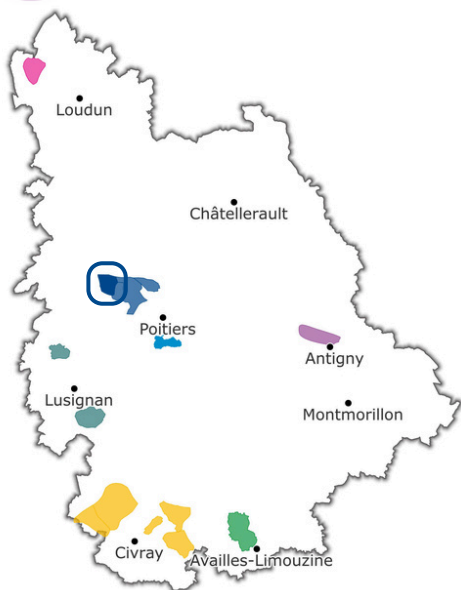 Loudun
Châtellerault
Poitiers
Antigny
Lusignan
Montmorillon
Civray
Availles-Limouzine